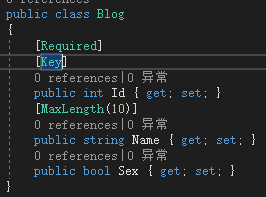 0 references
public class Blog
{
[Required]
[Key]
0 references|0 异常
public int Id { get; set; }
[MaxLength(10)]
0 references|0 异常
public string Name { get; set; }
0 references|0 异常
public bool Sex { get; set; }
}